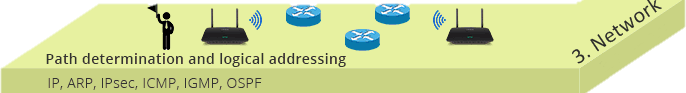 3. Network
Path determination and logical addressing
IP, ARP, IPsec, ICMP, IGMP, OSPF